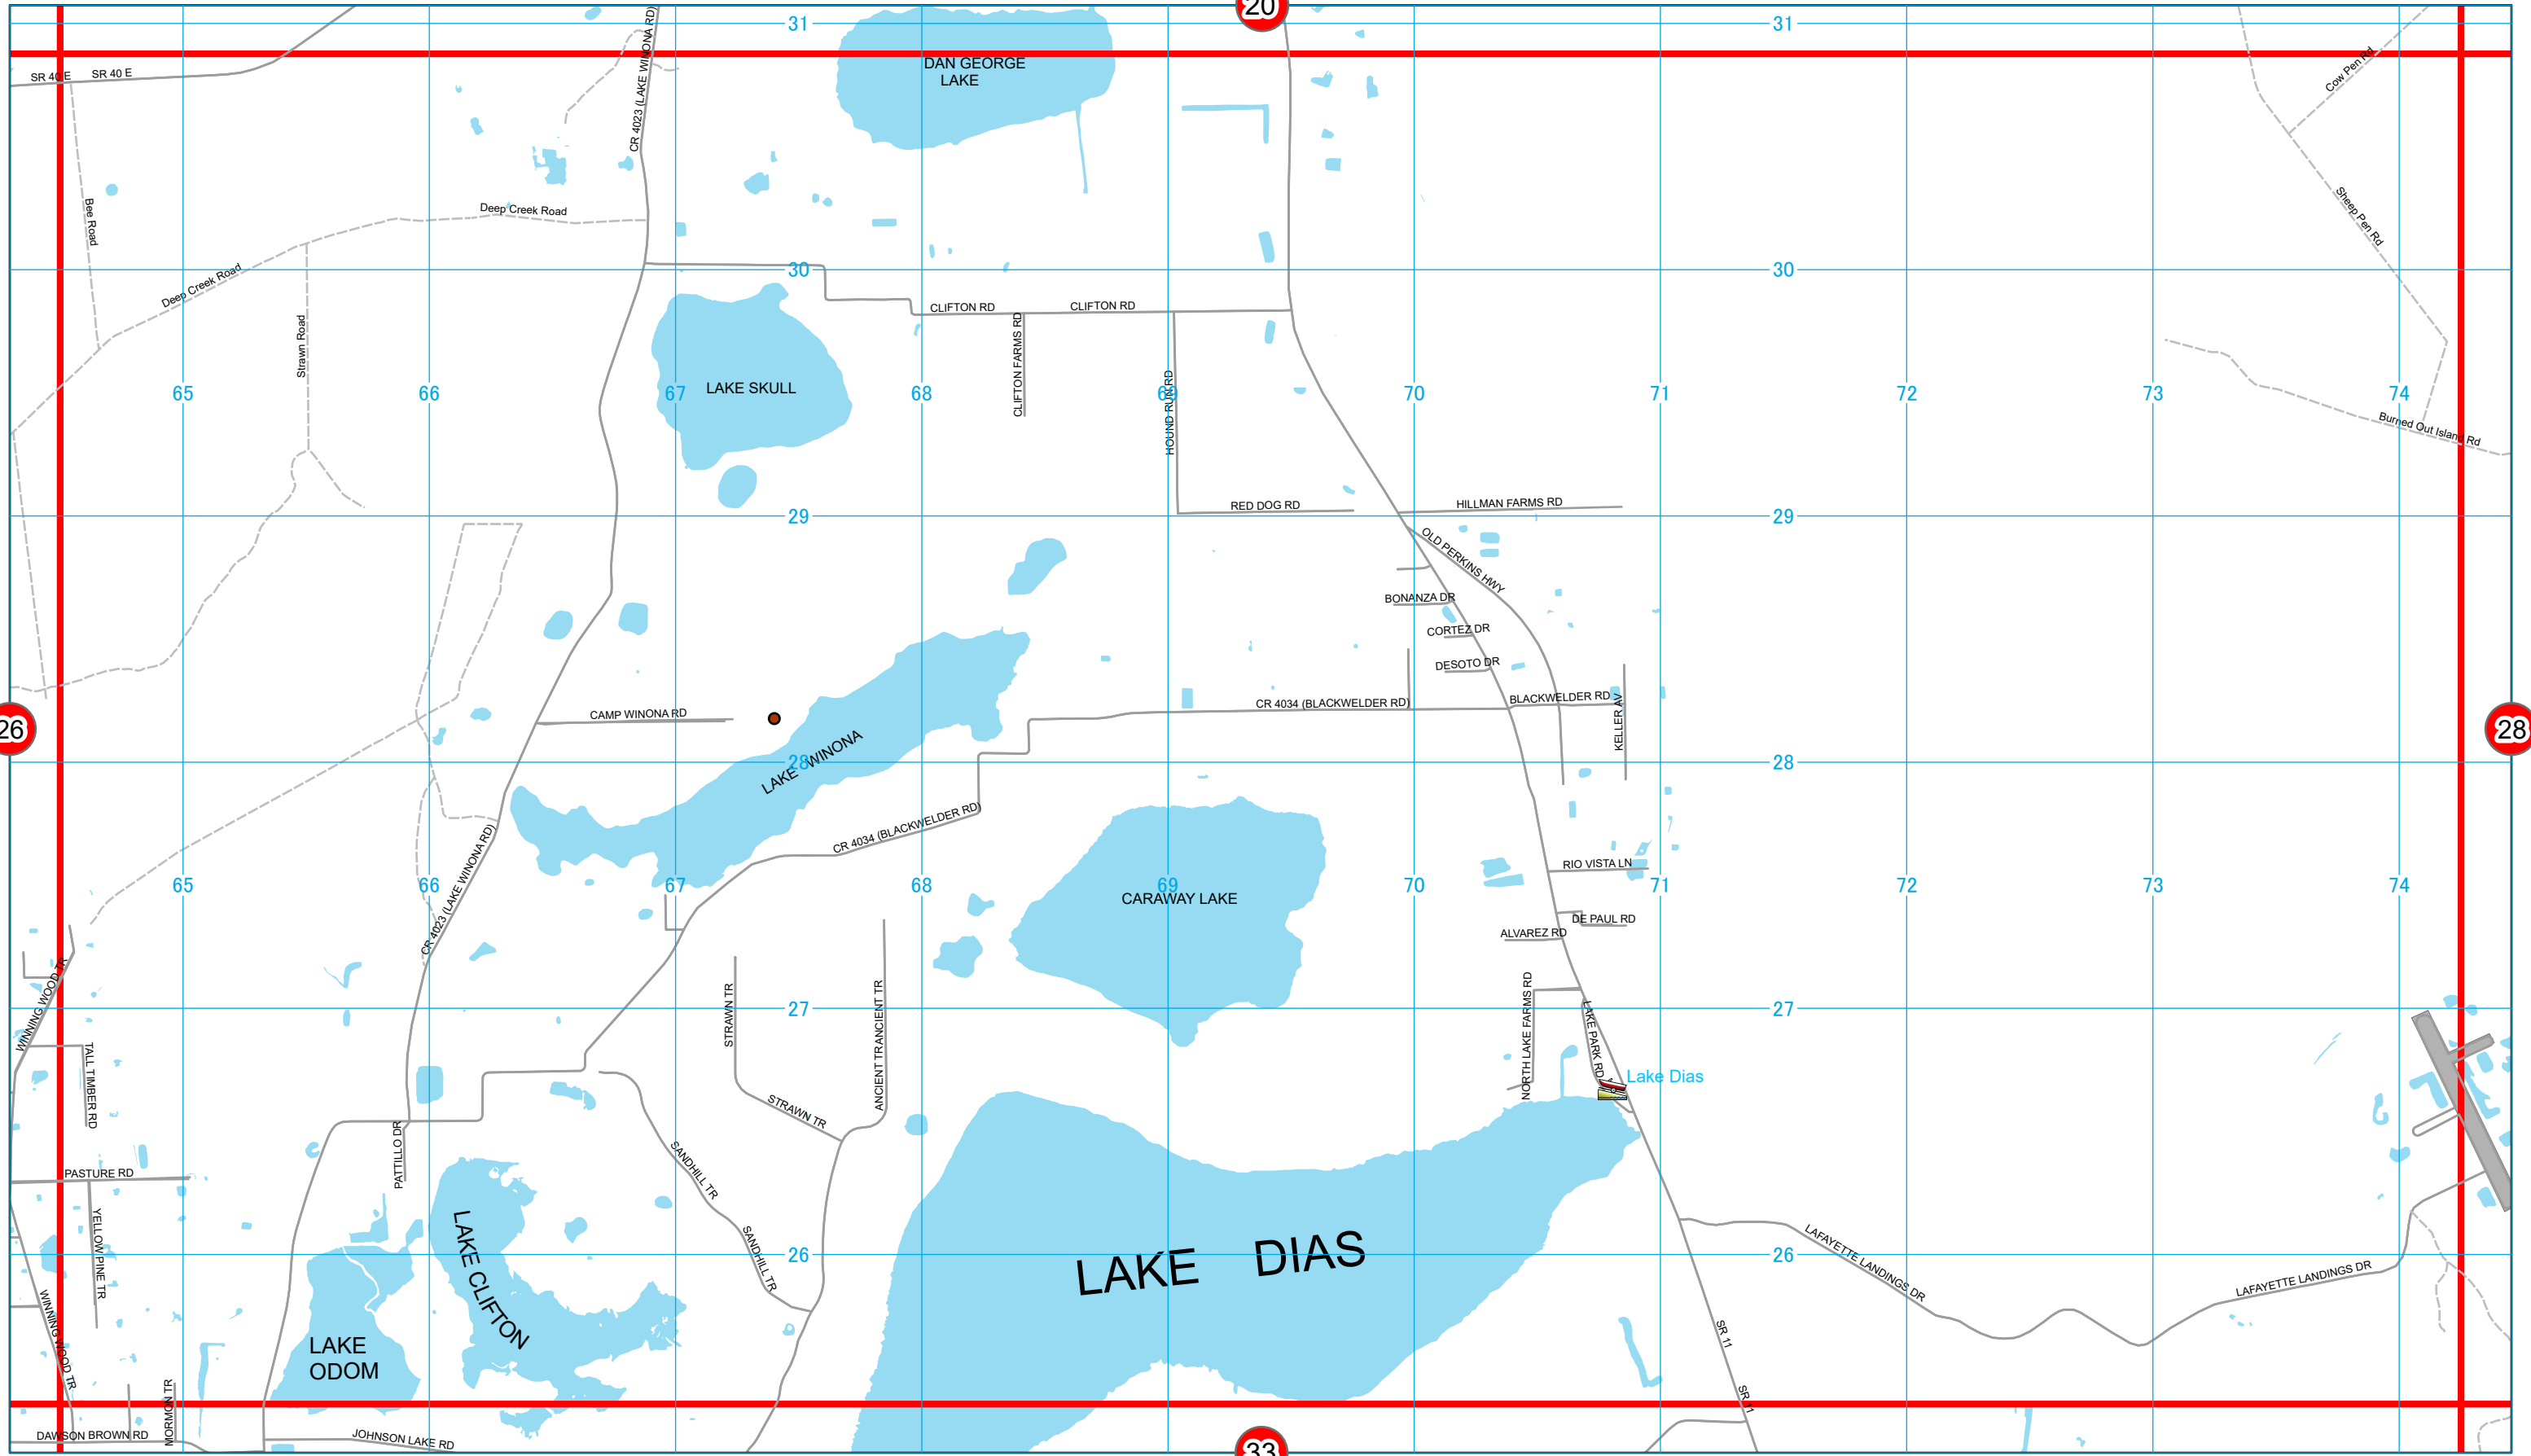 20
31
31
SR 40 E
SR 40 E
CR 4023 (LAKE WINONA RD)
DAN GEORGE
LAKE
Cow Pen Rd
Bee Road
Deep Creek Road
Sheep Pen Rd
Deep Creek Road
30
30
CLIFTON RD
CLIFTON RD
Strawn Road
CLIFTON FARMS RD
LAKE SKULL
HOUND RUN RD
65
66
67
68
69
70
71
72
73
74
Burned Out Island Rd
29
29
RED DOG RD
HILLMAN FARMS RD
OLD PERKINS HWY
BONANZA DR
CORTEZ DR
DESOTO DR
BLACKWELDER RD
CR 4034 (BLACKWELDER RD)
KELLER AV
CAMP WINONA RD
26
28
LAKE WINONA
28
28
CR 4034 (BLACKWELDER RD)
CR 4023 (LAKE WINONA RD)
RIO VISTA LN
65
66
67
68
69
70
71
72
73
74
CARAWAY LAKE
DE PAUL RD
ALVAREZ RD
WINNING WOOD TR
STRAWN TR
ANCIENT TRANCIENT TR
27
27
NORTH LAKE FARMS RD
LAKE PARK RD
Lake Dias
TALL TIMBER RD
STRAWN TR
PATTILLO DR
SANDHILL TR
PASTURE RD
YELLOW PINE TR
LAKE CLIFTON
SANDHILL TR
26
26
LAKE DIAS
LAFAYETTE LANDINGS DR
LAFAYETTE LANDINGS DR
WINNING WOOD TR
LAKE
ODOM
SR 11
SR 11
MORMON TR
DAWSON BROWN RD
JOHNSON LAKE RD
33